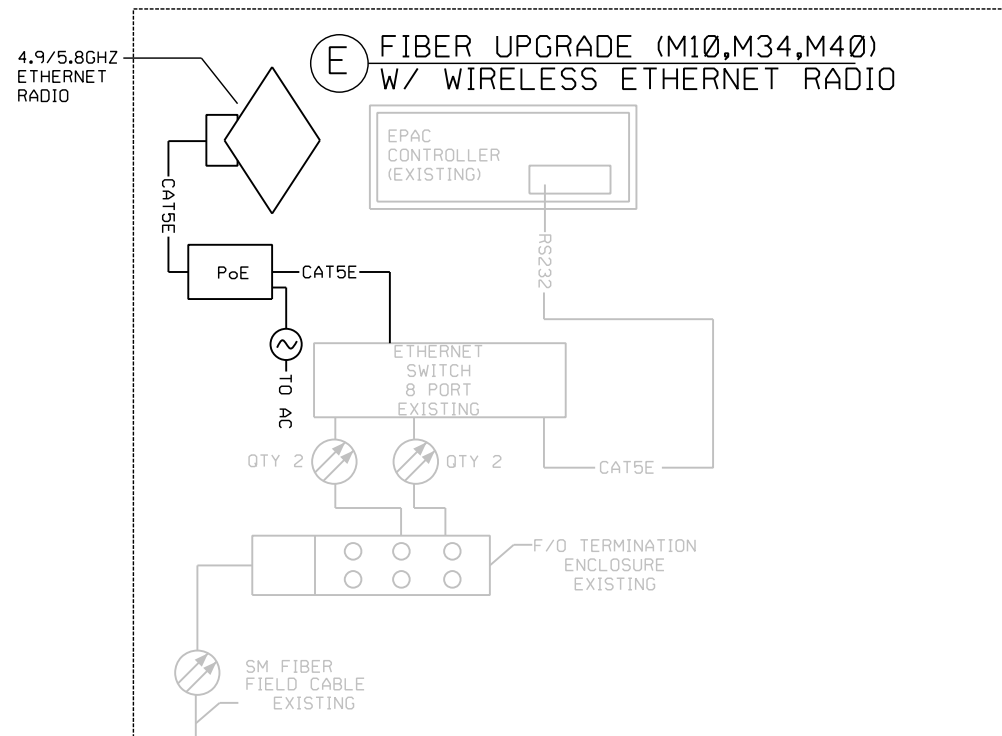 E
FIBER UPGRADE (M10,M34,M40)
W/ WIRELESS ETHERNET RADIO
4.9/5.8GHZ
ETHERNET
RADIO
EPAC
CONTROLLER
(EXISTING)
CAT5E
RS232
PoE
CAT5E
TO AC
ETHERNET
SWITCH
8 PORT
EXISTING
QTY 2
QTY 2
CAT5E
F/O TERMINATION
ENCLOSURE
EXISTING
SM FIBER
FIELD CABLE
EXISTING